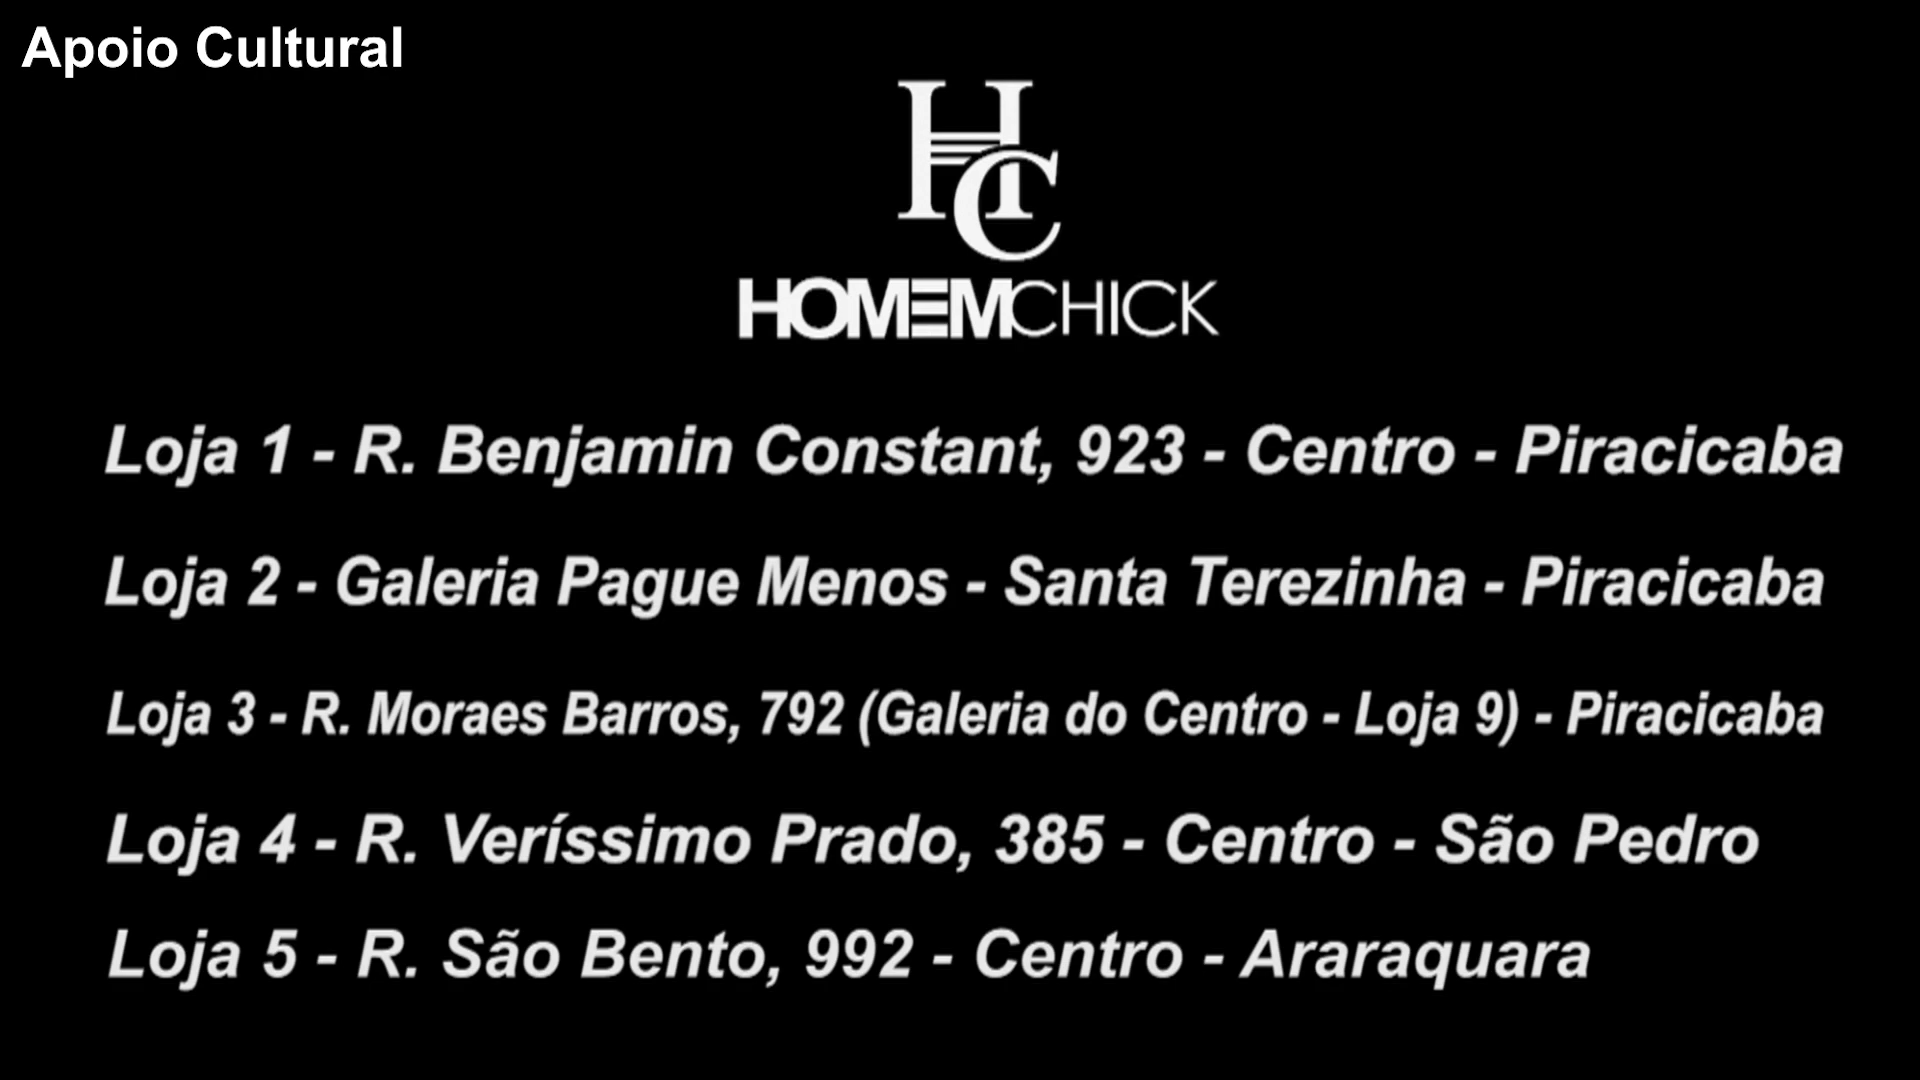 Apoio Cultural
HC
HOMEMCHICK
Loja 1 - R. Benjamin Constant, 923 - Centro - Piracicaba
Loja 2 - Galeria Pague Menos - Santa Terezinha - Piracicaba
Loja 3 - R. Moraes Barros, 792 (Galeria do Centro - Loja 9) - Piracicaba
Loja 4 - R. Veríssimo Prado, 385 - Centro - São Pedro
Loja 5 - R. São Bento, 992 - Centro - Araraquara